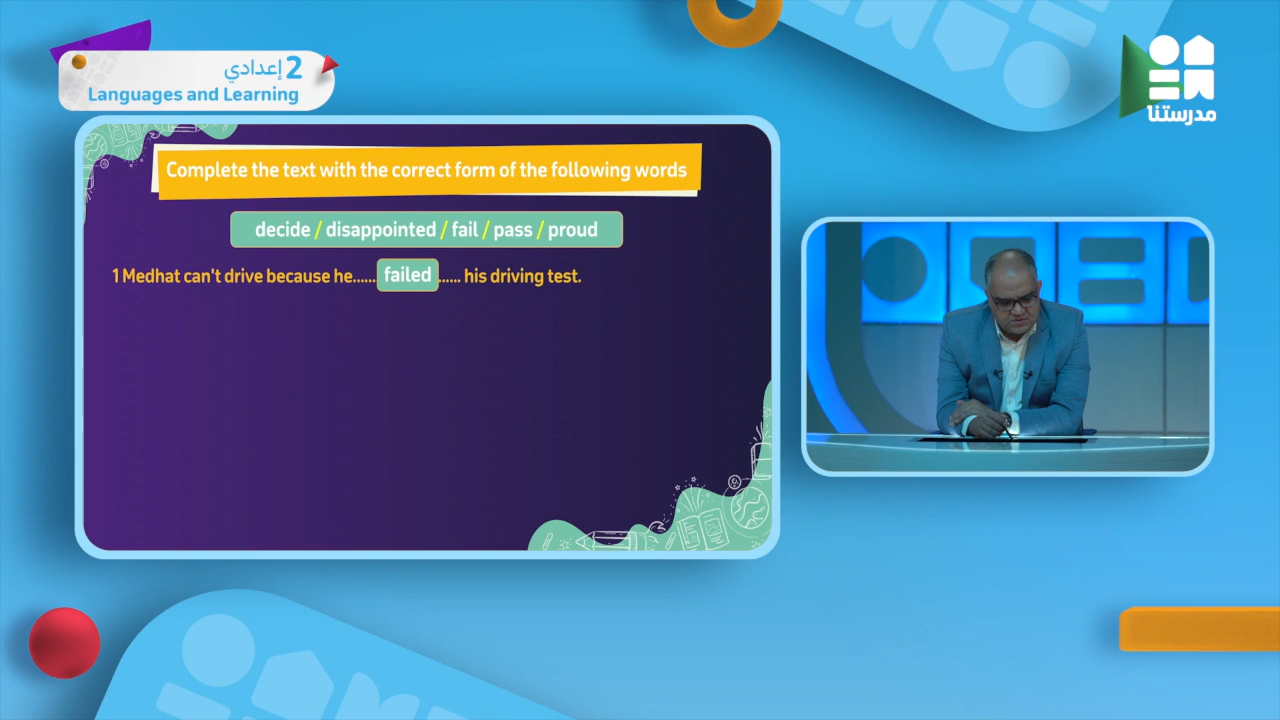 2 إعدادي
Languages and Learning
مدرستنا
Complete the text with the correct form of the following words
decide / disappointed / fail / pass / proud
1 Medhat can't drive because he...... failed ...... his driving test.